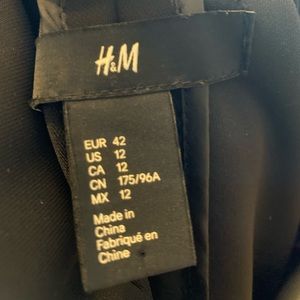 H&M
EUR 42
US 12
CA 12
CN 175/96A
MX 12
Made in
China
Fabriqué en
Chine